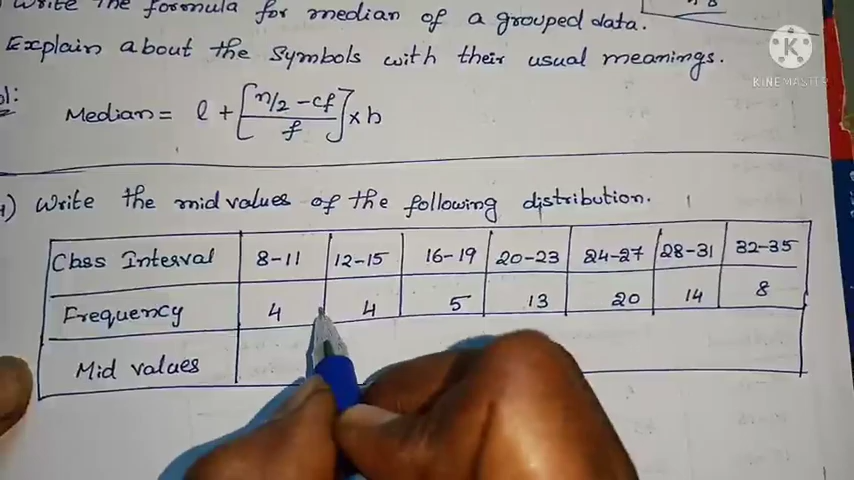 Write the formula for median of a grouped data.
Explain about the Symbols with their usual meanings.
Median = l + [n/2 - cf / f] x h
Write the mid values of the following distribution.
Class Interval 8-11 12-15 16-19 20-23 24-27 28-31 32-35
Frequency 4 4 5 13 20 14 8
Mid values
KINEMASTER